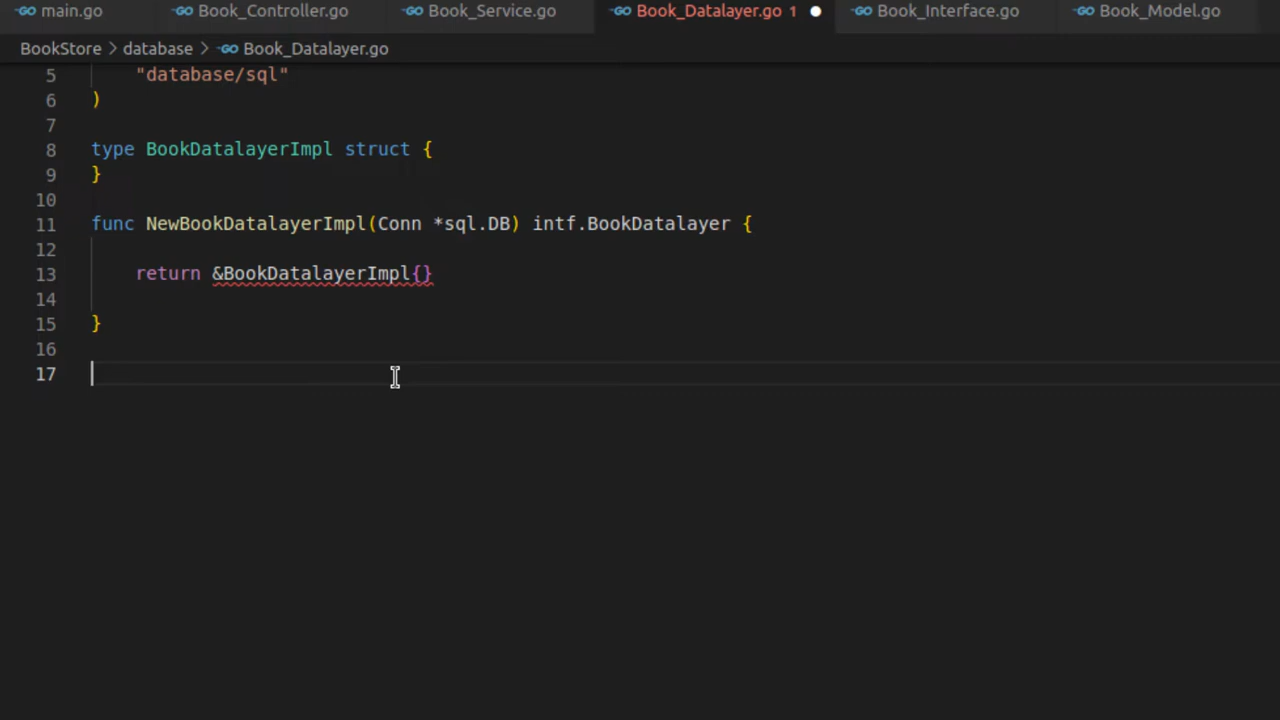 main.go Book_Controller.go Book_Service.go Book_Datalayer.go 1 Book_Interface.go Book_Model.go
BookStore > database > Book_Datalayer.go
5 "database/sql"
6 )
7
8 type BookDatalayerImpl struct {
9 }
10
11 func NewBookDatalayerImpl(Conn *sql.DB) intf.BookDatalayer {
12
13 return &BookDatalayerImpl{}
14
15 }
16
17